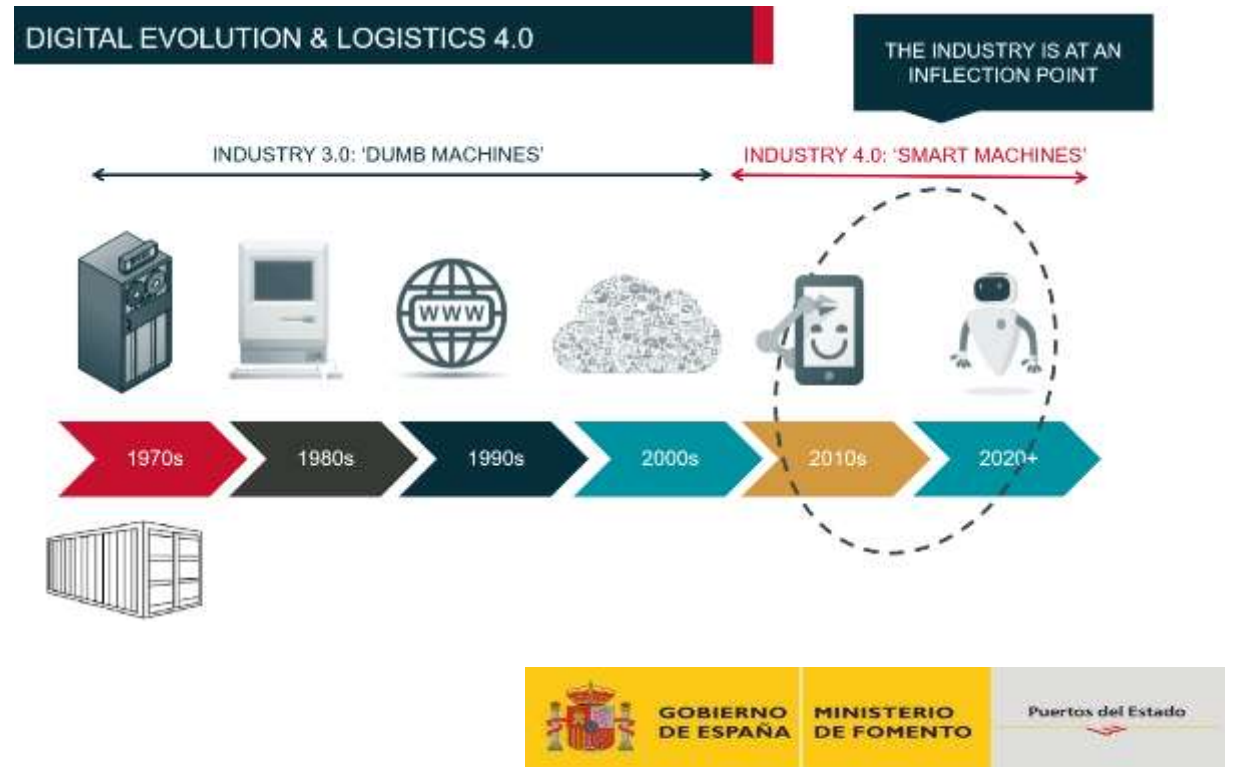 DIGITAL EVOLUTION & LOGISTICS 4.0
THE INDUSTRY IS AT AN
INFLECTION POINT
INDUSTRY 3.0: ‘DUMB MACHINES’
INDUSTRY 4.0: ‘SMART MACHINES’
WWW
1970s
1980s
1990s
2000s
2010s
2020+
GOBIERNO
DE ESPAÑA
MINISTERIO
DE FOMENTO
Puertos del Estado